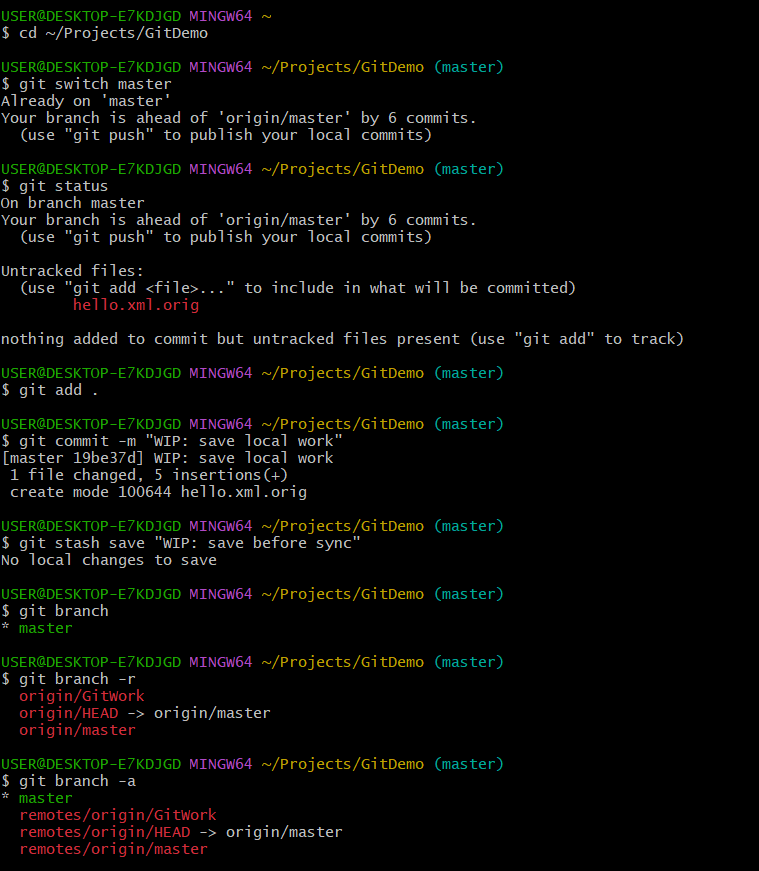 USER@DESKTOP-E7KDJGD MINGW64 ~
$ cd ~/Projects/GitDemo
USER@DESKTOP-E7KDJGD MINGW64 ~/Projects/GitDemo (master)
$ git switch master
Already on 'master'
Your branch is ahead of 'origin/master' by 6 commits.
  (use "git push" to publish your local commits)
USER@DESKTOP-E7KDJGD MINGW64 ~/Projects/GitDemo (master)
$ git status
On branch master
Your branch is ahead of 'origin/master' by 6 commits.
  (use "git push" to publish your local commits)
Untracked files:
  (use "git add <file>..." to include in what will be committed)
        hello.xml.orig
nothing added to commit but untracked files present (use "git add" to track)
USER@DESKTOP-E7KDJGD MINGW64 ~/Projects/GitDemo (master)
$ git add .
USER@DESKTOP-E7KDJGD MINGW64 ~/Projects/GitDemo (master)
$ git commit -m "WIP: save local work"
[master 19be37d] WIP: save local work
 1 file changed, 5 insertions(+)
 create mode 100644 hello.xml.orig
USER@DESKTOP-E7KDJGD MINGW64 ~/Projects/GitDemo (master)
$ git stash save "WIP: save before sync"
No local changes to save
USER@DESKTOP-E7KDJGD MINGW64 ~/Projects/GitDemo (master)
$ git branch
* master
USER@DESKTOP-E7KDJGD MINGW64 ~/Projects/GitDemo (master)
$ git branch -r
  origin/GitWork
  origin/HEAD -> origin/master
  origin/master
USER@DESKTOP-E7KDJGD MINGW64 ~/Projects/GitDemo (master)
$ git branch -a
* master
  remotes/origin/GitWork
  remotes/origin/HEAD -> origin/master
  remotes/origin/master